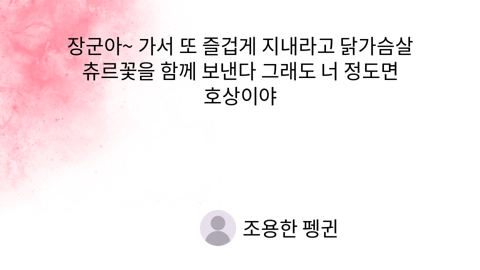 장군아~ 가서 또 즐겁게 지내라고 닭가슴살
츄르꽃을 함께 보낸다 그래도 너 정도면
호상이야
조용한 펭귄